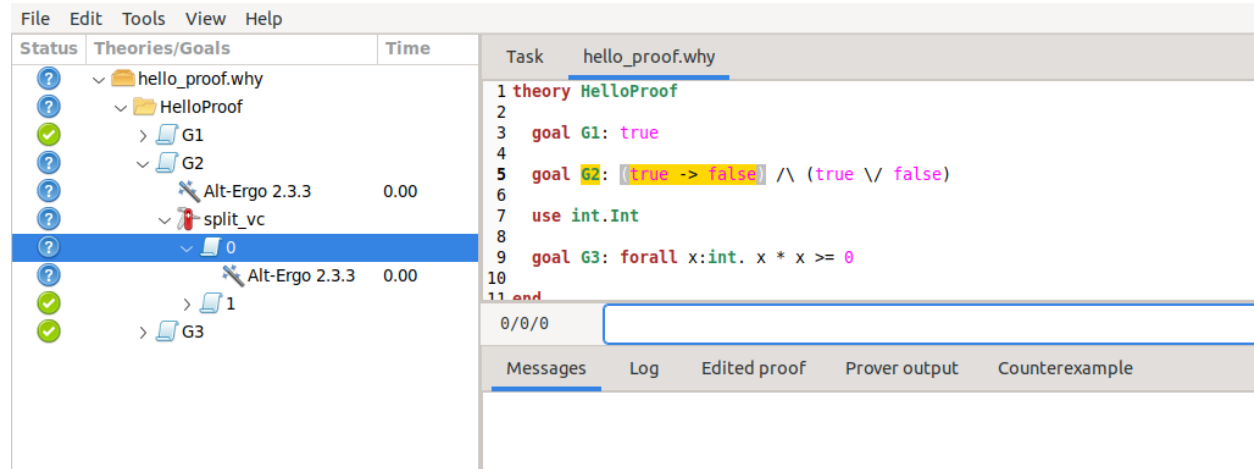 File Edit Tools View Help
Status Theories/Goals Time
hello_proof.why
HelloProof
G1
G2
Alt-Ergo 2.3.3 0.00
split_vc
0
Alt-Ergo 2.3.3 0.00
1
G3
Task hello_proof.why
1 theory HelloProof
2
3 goal G1: true
4
5 goal G2: (true -> false) /\ (true \/ false)
6
7 use int.Int
8
9 goal G3: forall x:int. x * x >= 0
10
11 end
0/0/0
Messages Log Edited proof Prover output Counterexample